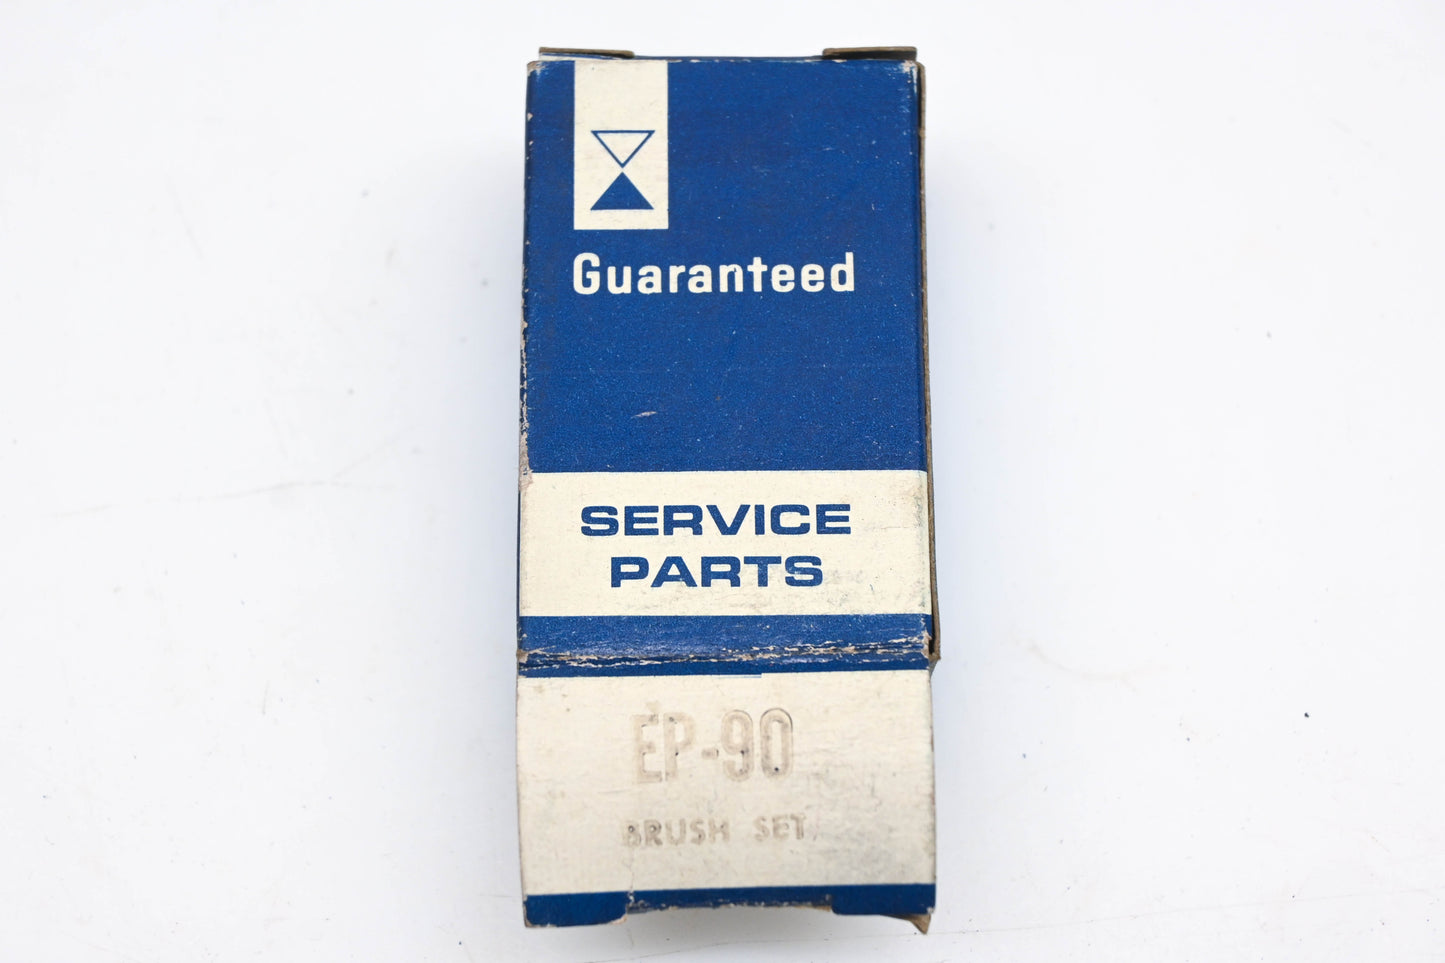 Guaranteed
SERVICE
PARTS
EP-90
BRUSH SET